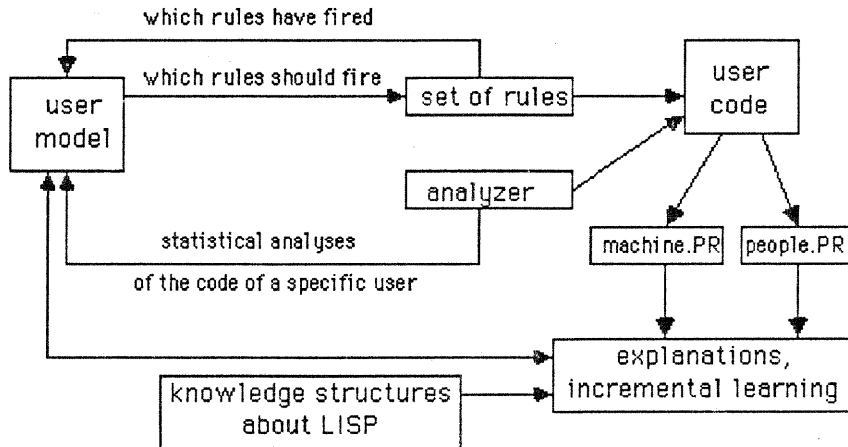 which rules have fired
which rules should fire
user
model
set of rules
user
code
analyzer
statistical analyses
of the code of a specific user
machine.PR
people.PR
explanations,
incremental learning
knowledge structures
about LISP